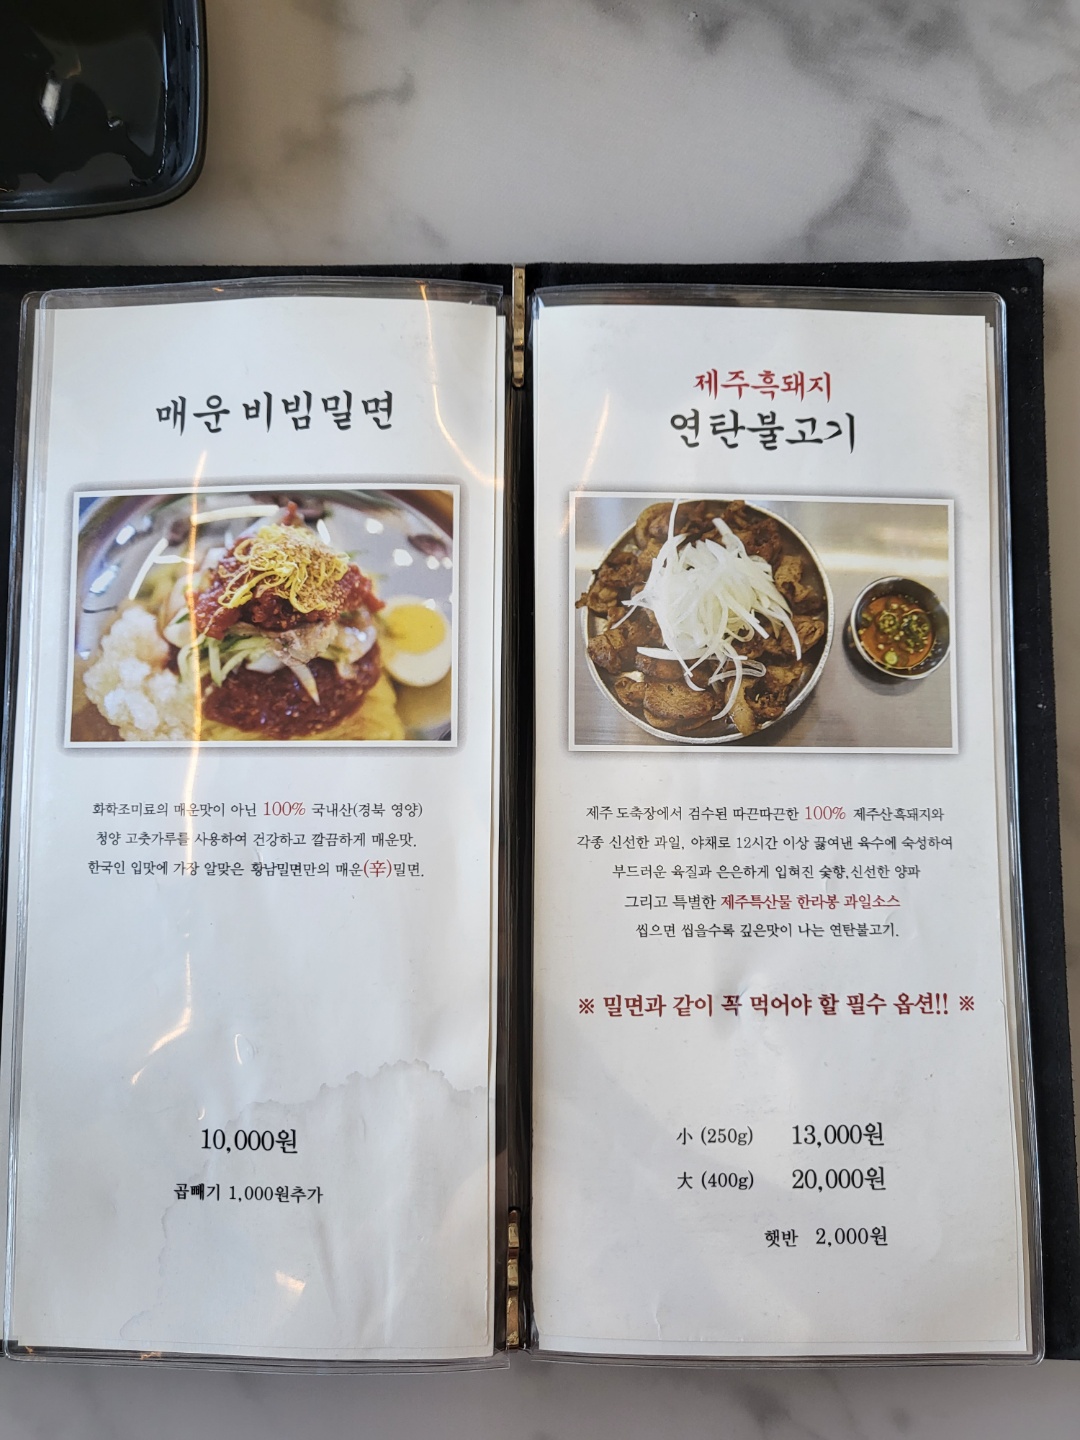 매운 비빔밀면
화학조미료의 매운맛이 아닌 100% 국내산(경북 영양)
청양 고춧가루를 사용하여 건강하고 깔끔하게 매운맛.
한국인 입맛에 가장 알맞은 황남밀면만의 매운(辛)밀면.
10,000원
곱빼기 1,000원추가
제주흑돼지
연탄불고기
제주 도축장에서 검수된 따끈따끈한 100% 제주산흑돼지와
각종 신선한 과일, 야채로 12시간 이상 끓여낸 육수에 숙성하여
부드러운 육질과 은은하게 입혀진 숯향.신선한 양파
그리고 특별한 제주특산물 한라봉 과일소스
씹으면 씹을수록 깊은맛이 나는 연탄불고기.
※ 밀면과 같이 꼭 먹어야 할 필수 옵션!! ※
小 (250g) 13,000원
大 (400g) 20,000원
햇반 2,000원